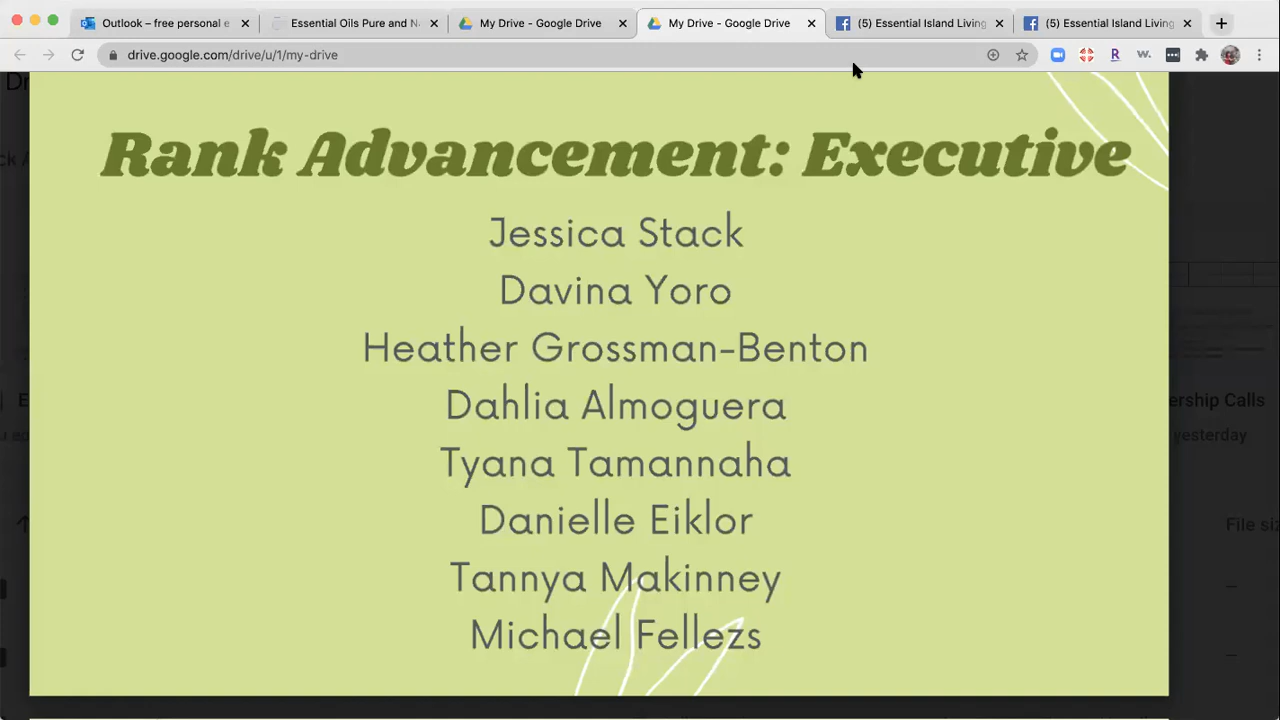 Outlook – free personal e
Essential Oils Pure and Na
My Drive - Google Drive
My Drive - Google Drive
(5) Essential Island Living
(5) Essential Island Living
drive.google.com/drive/u/1/my-drive
Rank Advancement: Executive
Jessica Stack
Davina Yoro
Heather Grossman-Benton
Dahlia Almoguera
ership Calls
yesterday
Tyana Tamannaha
Danielle Eiklor
File siz
Tannya Makinney
Michael Fellezs